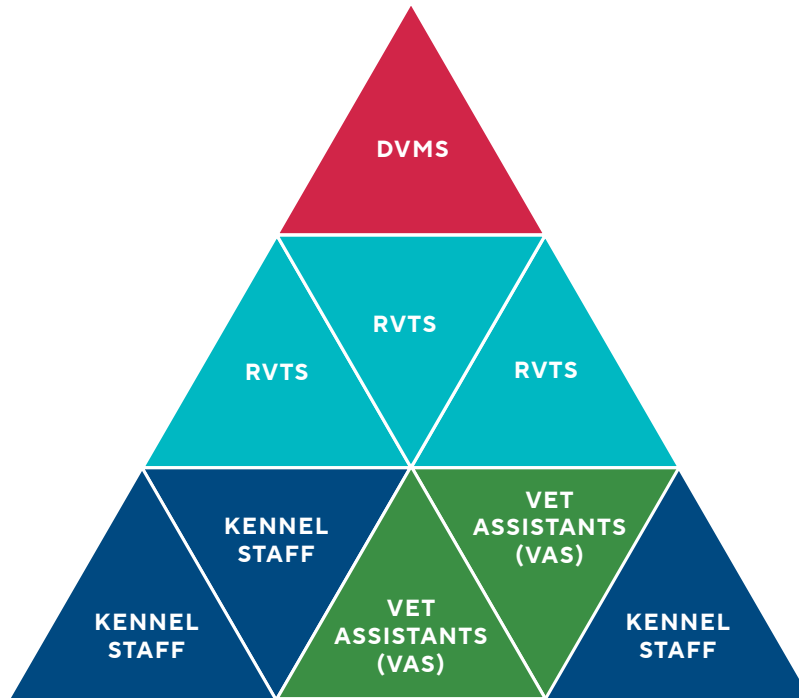 DVMS
RVTS
RVTS
RVTS
KENNEL
STAFF
KENNEL
STAFF
VET
ASSISTANTS
(VAS)
VET
ASSISTANTS
(VAS)
KENNEL
STAFF